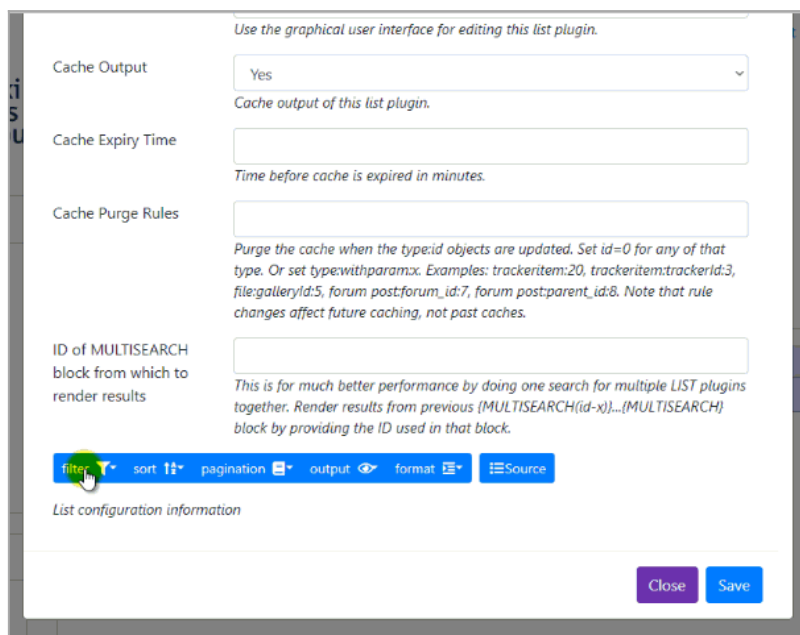 Use the graphical user interface for editing this list plugin.
Cache Output
Yes
Cache output of this list plugin.
Cache Expiry Time
Time before cache is expired in minutes.
Cache Purge Rules
Purge the cache when the type:id objects are updated. Set id=0 for any of that
type. Or set type:withparam:x. Examples: trackeritem:20, trackeritem:trackerId:3,
file:galleryId:5, forum post:forum_id:7, forum post:parent_id:8. Note that rule
changes affect future caching, not past caches.
ID of MULTISEARCH
block from which to
render results
This is for much better performance by doing one search for multiple LIST plugins
together. Render results from previous {MULTISEARCH(id-x)}...{MULTISEARCH}
block by providing the ID used in that block.
filter sort pagination output format Source
List configuration information
Close Save